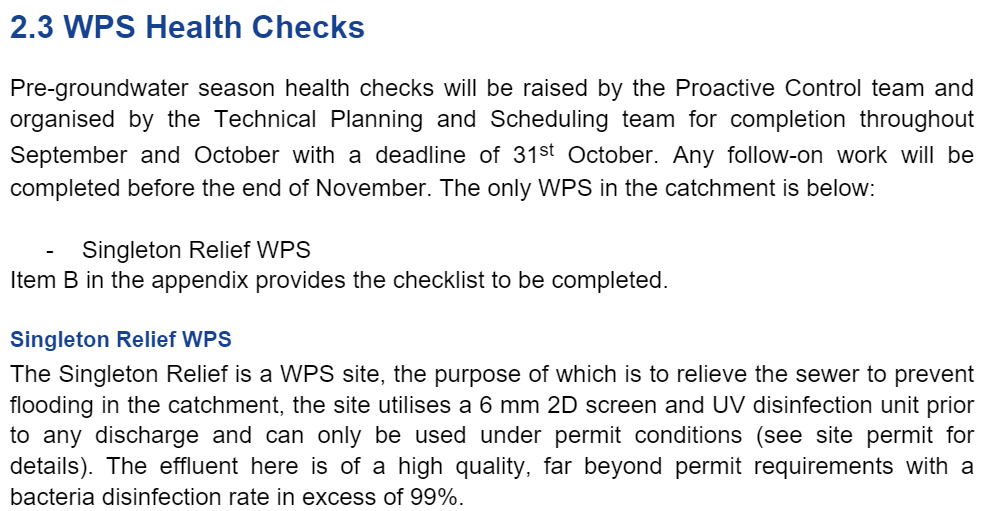 2.3 WPS Health Checks
Pre-groundwater season health checks will be raised by the Proactive Control team and
organised by the Technical Planning and Scheduling team for completion throughout
September and October with a deadline of 31st October. Any follow-on work will be
completed before the end of November. The only WPS in the catchment is below:
- Singleton Relief WPS
Item B in the appendix provides the checklist to be completed.
Singleton Relief WPS
The Singleton Relief is a WPS site, the purpose of which is to relieve the sewer to prevent
flooding in the catchment, the site utilises a 6 mm 2D screen and UV disinfection unit prior
to any discharge and can only be used under permit conditions (see site permit for
details). The effluent here is of a high quality, far beyond permit requirements with a
bacteria disinfection rate in excess of 99%.